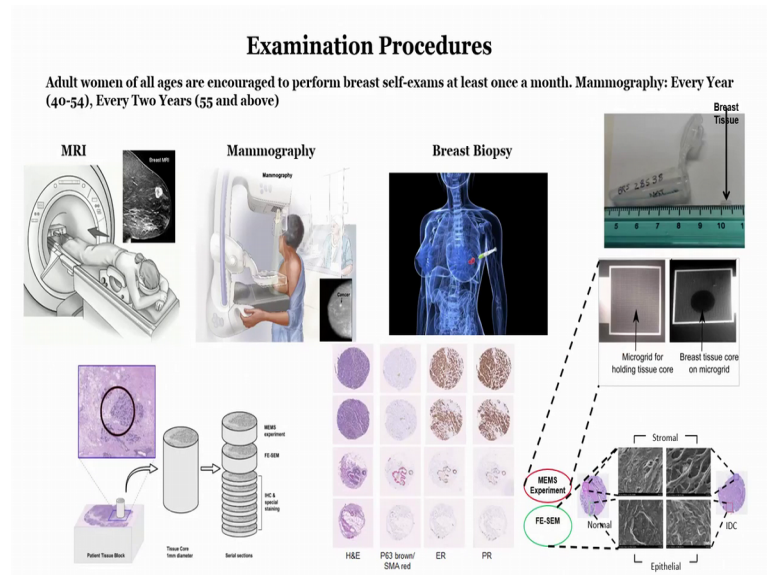 Examination Procedures
Adult women of all ages are encouraged to perform breast self-exams at least once a month. Mammography: Every Year
(40-54), Every Two Years (55 and above)
Breast
Tissue
MRI
Mammography
Breast Biopsy
Breast MRI
Mammography
Cancer
5 6 7 8 9 10 1
Microgrid for
holding tissue core
Breast tissue core
on microgrid
MEMS
experiment
FE-SEM
IHC &
special
staining
Patient Tissue Block
Tissue Core
1mm diameter
Serial sections
H&E
P63 brown/
SMA red
ER
PR
MEMS
Experiment
FE-SEM
Stromal
Normal
IDC
Epithelial